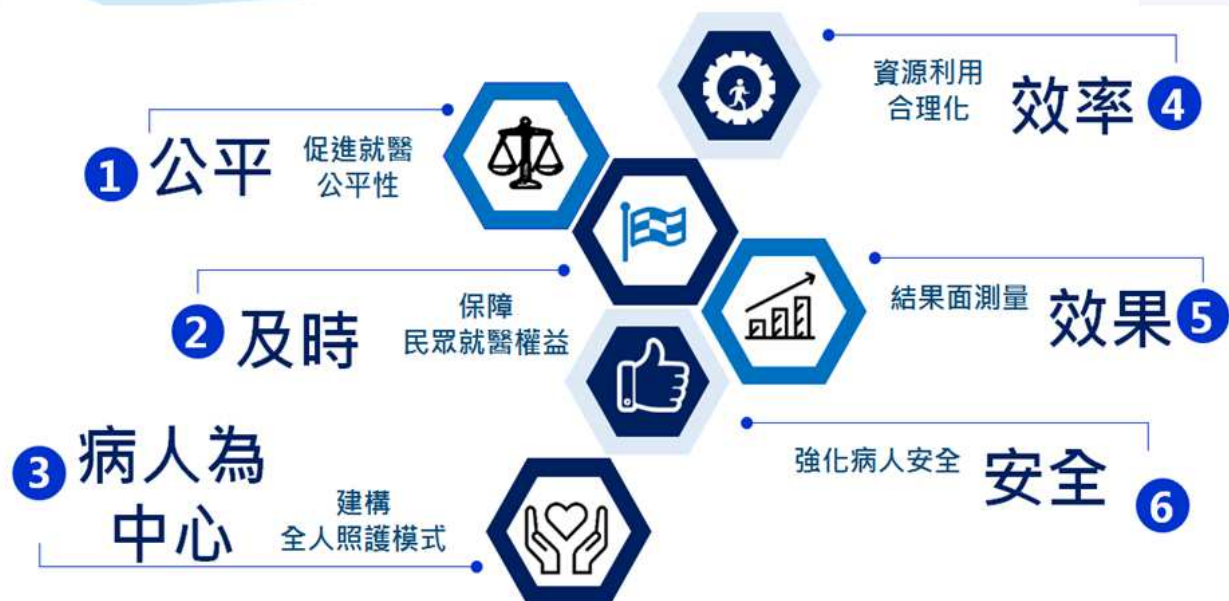 1 公平
促進就醫
公平性
2 及時
保障
民眾就醫權益
3 病人為
中心
建構
全人照護模式
資源利用
合理化
效率 4
結果面測量
效果 5
強化病人安全
安全 6